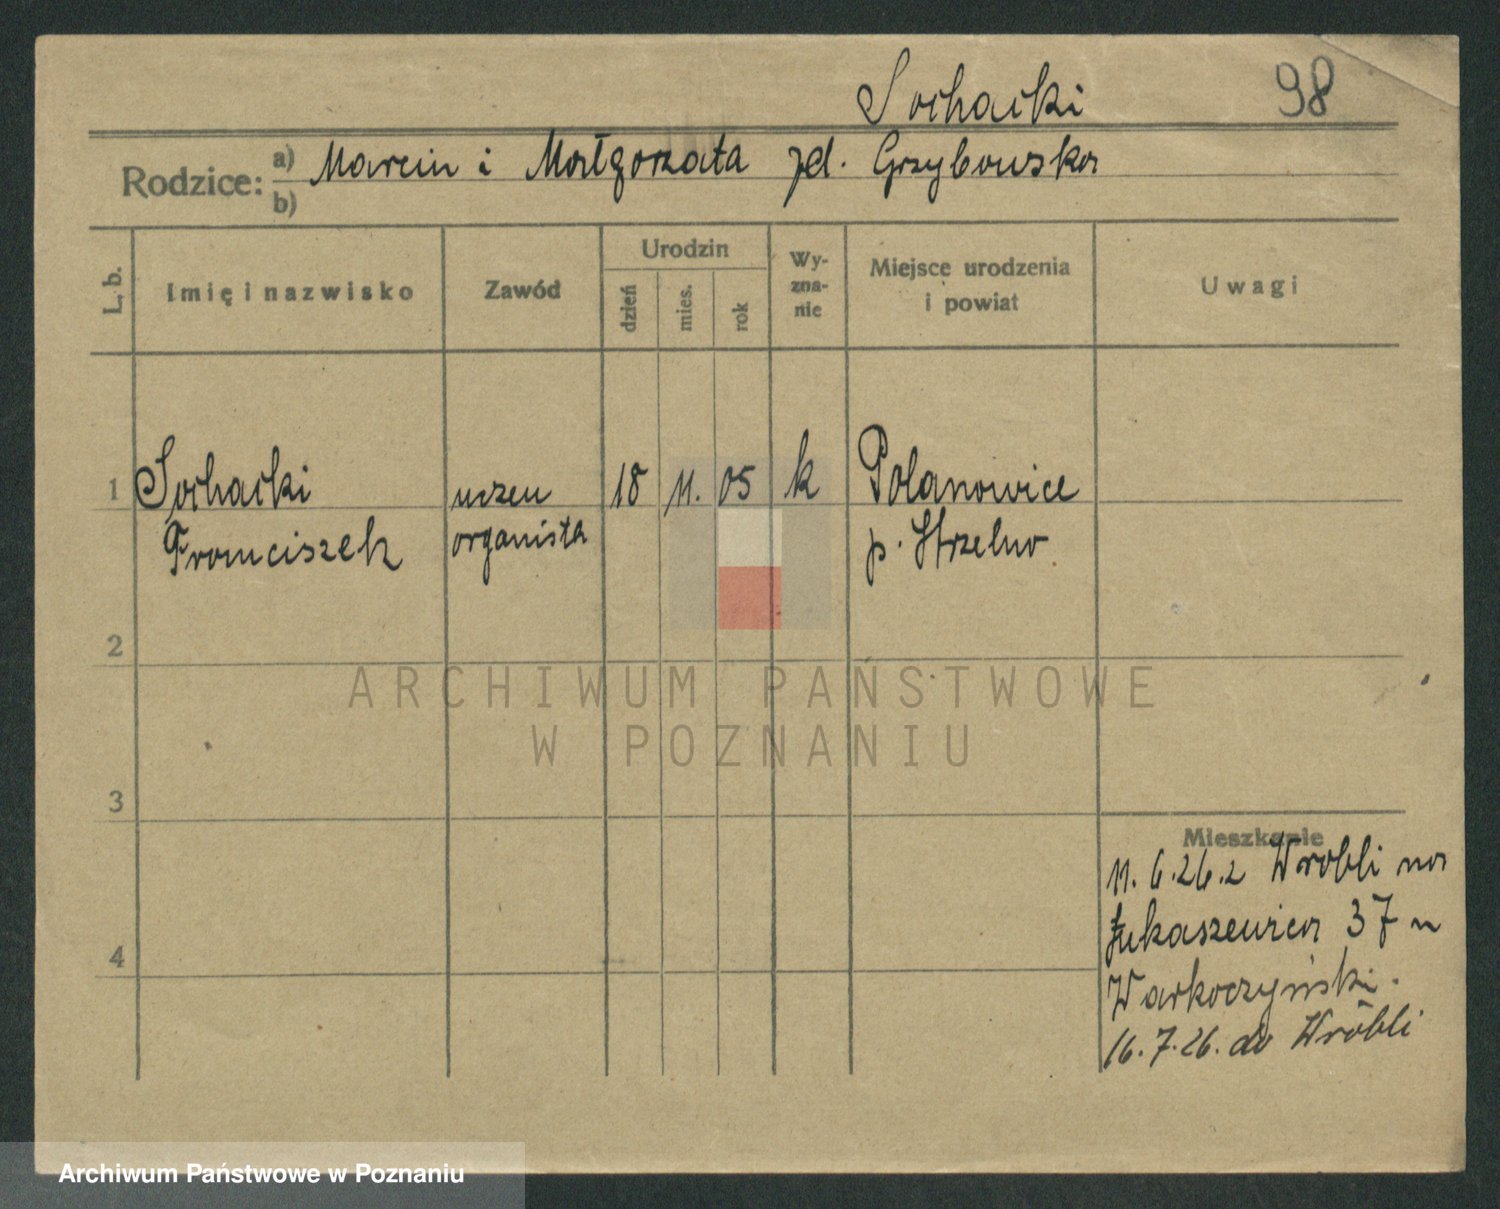 Sochacki 98
Rodzice: a) Marcin i Małgorzata zd. Grzybowska
b)
L. b. Imię i nazwisko Zawód Urodzin dzień mies. rok Wy-zna-nie Miejsce urodzenia i powiat Uwagi
1 Sochacki uczeń 18 11. 05 k Polanowice
Franciszek organista p. Strzelno
2
ARCHIWUM PAŃSTWOWE
W POZNANIU
3
Mieszkanie
11.6.26. z Wróbli na
Łukaszewicza 37 u
Warkoczyński.
4
16.7.26. do Wróbli
Archiwum Państwowe w Poznaniu